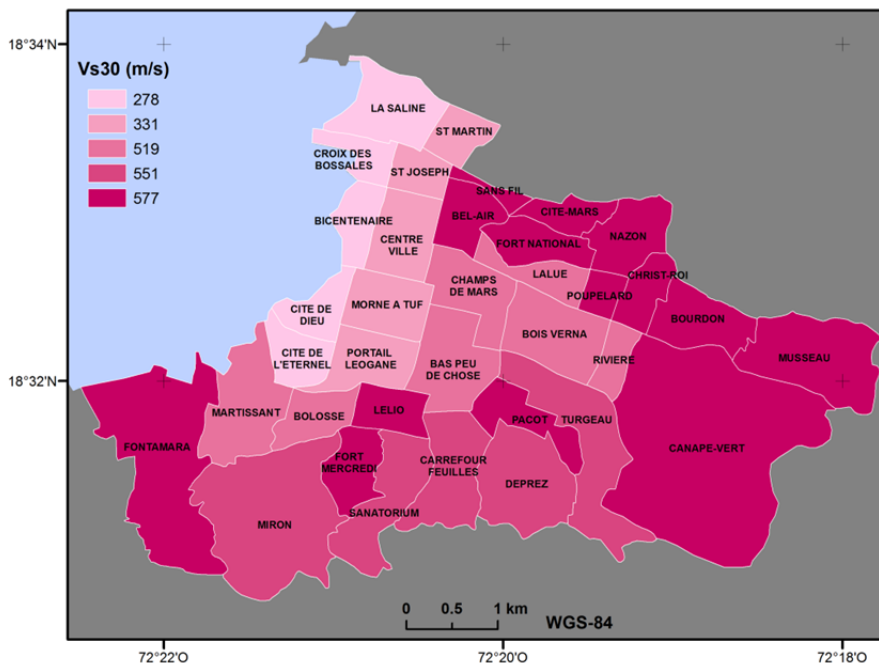 18°34'
Vs30 (m/s)
278
331
519
551
577
LA SALINE
ST MARTIN
CROIX DES
BOSSALES
ST JOSEPH
SANS FIL
BEL-AIR
CITE-MARS
BICENTENAIRE
CENTRE
VILLE
FORT NATIONAL
NAZON
CHAMPS
DE MARS
LALUE
CHRIST-ROI
POUPELARD
CITE DE
DIEU
MORNE A TUF
BOIS VERNA
BOURDON
18°32'
CITE DE
L'ETERNEL
PORTAIL
LEOGANE
BAS PEU
DE CHOSE
RIVIERE
MUSSEAU
MARTISSANT
BOLOSSE
LELIO
PACOT
TURGEAU
FONTAMARA
FORT
MERCREDI
CARREFOUR
FEUILLES
DEPREZ
CANAPE-VERT
MIRON
SANATORIUM
0 0.5 1 km
WGS-84
72°22'O
72°20'O
72°18'O